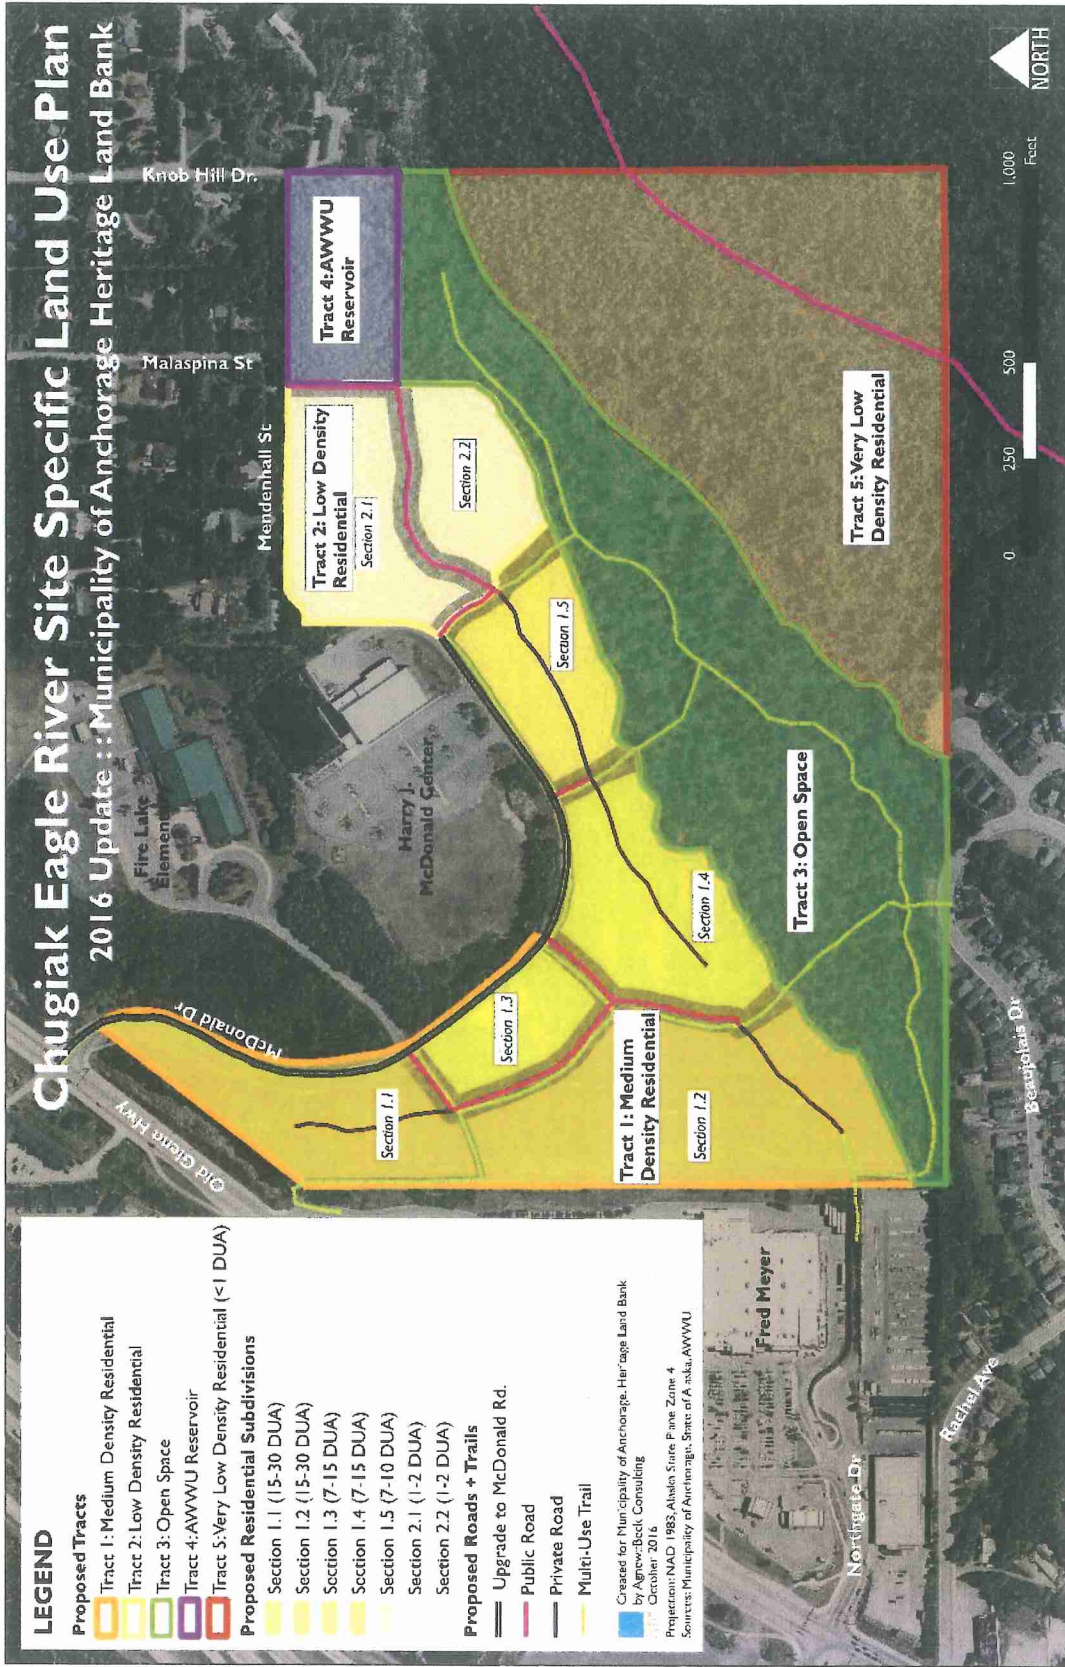 Chugiak Eagle River Site Specific Land Use Plan
2016 Update :: Municipality of Anchorage Heritage Land Bank
Knob Hill Dr.
Malaspina St
Mendenhall St
Tract 4: AWWU
Reservoir
Tract 2: Low Density
Residential
Section 2.1
Section 2.2
Fire Lake
Elementary
Harry J.
McDonald Center
McDonald Dr
Old Glenn Hwy
Section 1.1
Section 1.3
Section 1.5
Section 1.4
Tract 1: Medium
Density Residential
Section 1.2
Tract 3: Open Space
Tract 5: Very Low
Density Residential
Fred Meyer
Northgate Dr
Rachel Ave
Beaujolais Dr
NORTH
0 250 500 1,000
Feet
LEGEND
Proposed Tracts
Tract 1: Medium Density Residential
Tract 2: Low Density Residential
Tract 3: Open Space
Tract 4: AWWU Reservoir
Tract 5: Very Low Density Residential (<1 DUA)
Proposed Residential Subdivisions
Section 1.1 (15-30 DUA)
Section 1.2 (15-30 DUA)
Section 1.3 (7-15 DUA)
Section 1.4 (7-15 DUA)
Section 1.5 (7-10 DUA)
Section 2.1 (1-2 DUA)
Section 2.2 (1-2 DUA)
Proposed Roads + Trails
Upgrade to McDonald Rd.
Public Road
Private Road
Multi-Use Trail
Created for Municipality of Anchorage, Heritage Land Bank
by Agnew::Beck Consulting
October 2016
Projection: NAD 1983, Alaska State Plane Zone 4
Sources: Municipality of Anchorage, State of Alaska, AWWU